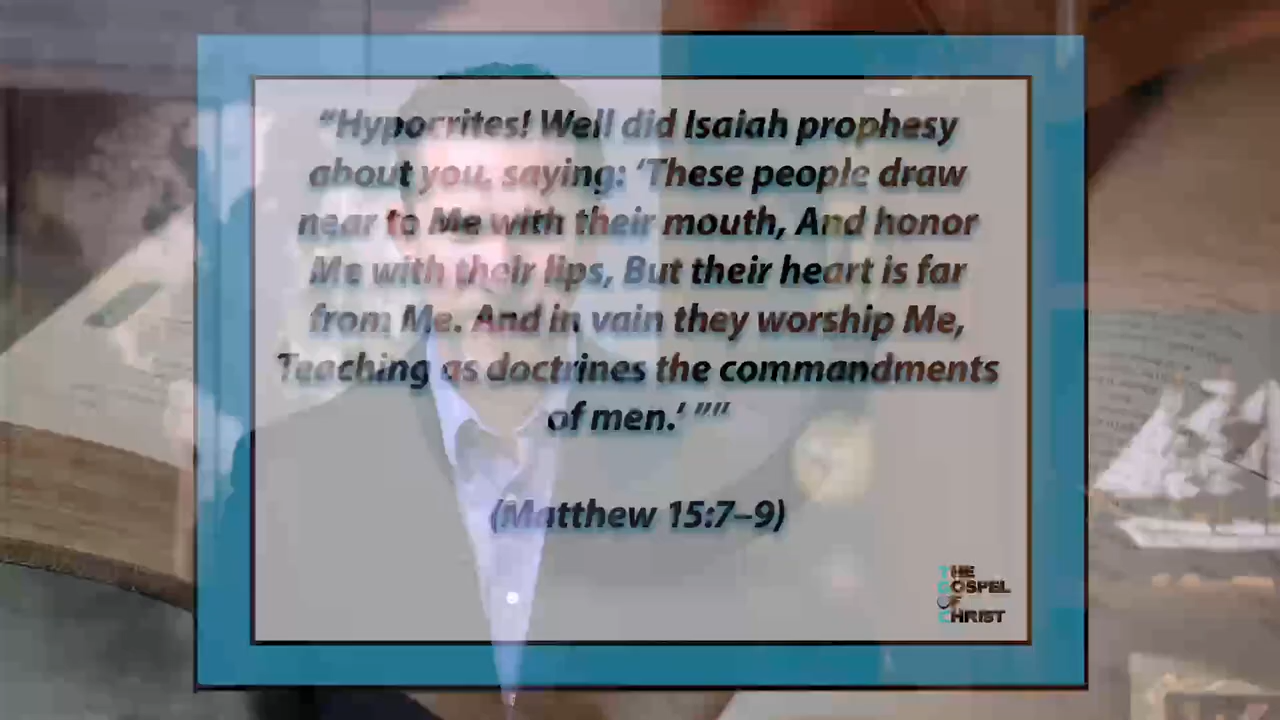 “Hypocrites! Well did Isaiah prophesy
about you, saying: ‘These people draw
near to Me with their mouth, And honor
Me with their lips, But their heart is far
from Me. And in vain they worship Me,
Teaching as doctrines the commandments
of men.’ ””
(Matthew 15:7–9)
THE
GOSPEL
OF
CHRIST